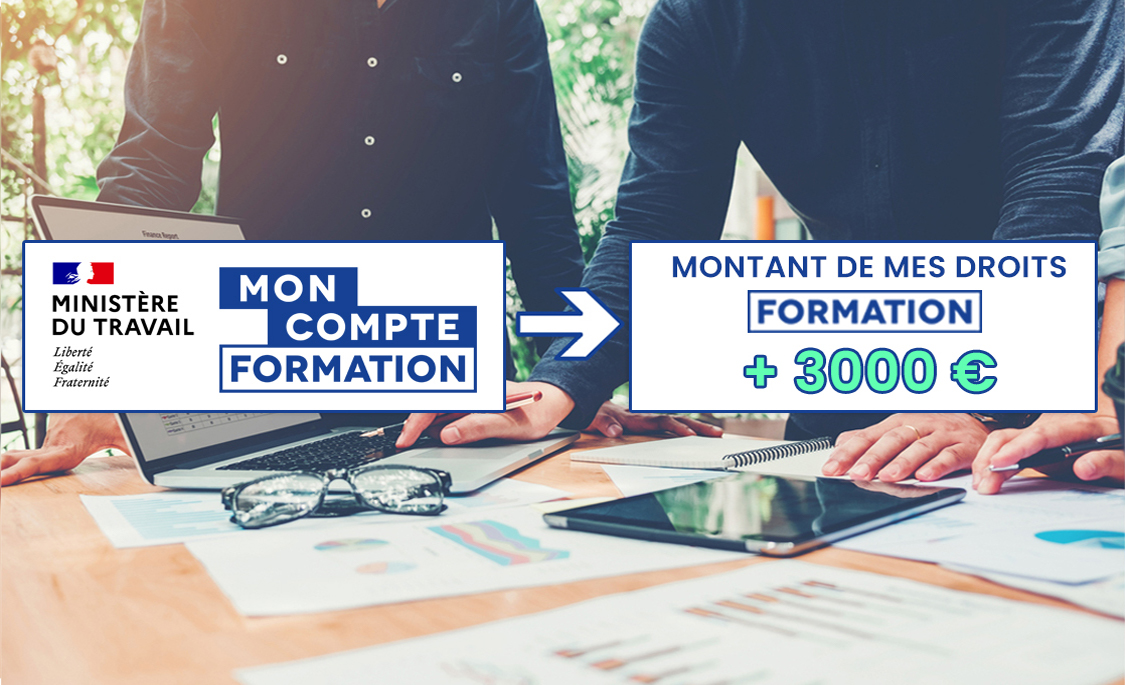 Finance Report
MINISTÈRE
DU TRAVAIL
Liberté
Égalité
Fraternité
MON
COMPTE
FORMATION
MONTANT DE MES DROITS
FORMATION
+ 3000 €